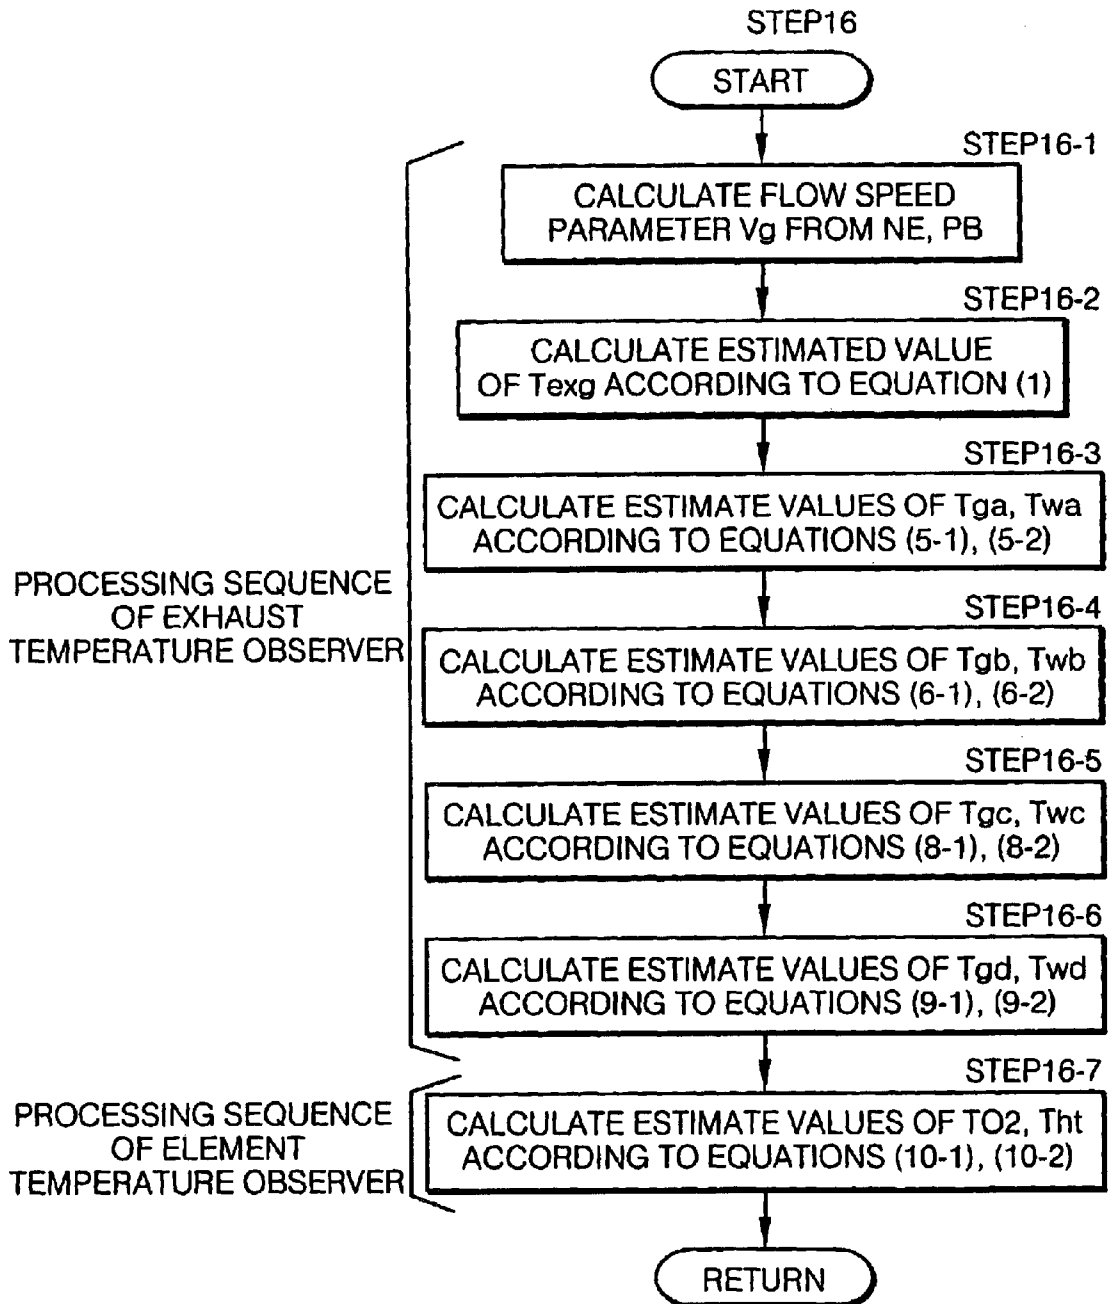 STEP16
START
STEP16-1
CALCULATE FLOW SPEED
PARAMETER Vg FROM NE, PB
STEP16-2
CALCULATE ESTIMATED VALUE
OF Texg ACCORDING TO EQUATION (1)
STEP16-3
CALCULATE ESTIMATE VALUES OF Tga, Twa
ACCORDING TO EQUATIONS (5-1), (5-2)
PROCESSING SEQUENCE
OF EXHAUST
TEMPERATURE OBSERVER
STEP16-4
CALCULATE ESTIMATE VALUES OF Tgb, Twb
ACCORDING TO EQUATIONS (6-1), (6-2)
STEP16-5
CALCULATE ESTIMATE VALUES OF Tgc, Twc
ACCORDING TO EQUATIONS (8-1), (8-2)
STEP16-6
CALCULATE ESTIMATE VALUES OF Tgd, Twd
ACCORDING TO EQUATIONS (9-1), (9-2)
STEP16-7
PROCESSING SEQUENCE
OF ELEMENT
TEMPERATURE OBSERVER
CALCULATE ESTIMATE VALUES OF TO2, Tht
ACCORDING TO EQUATIONS (10-1), (10-2)
RETURN